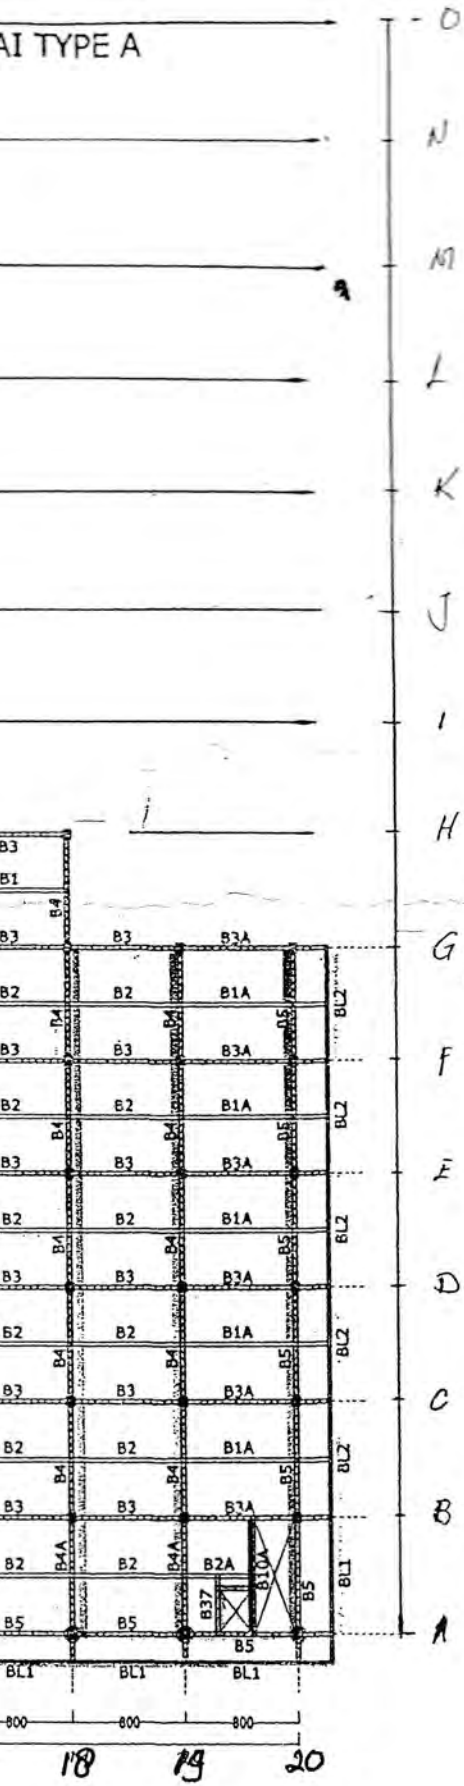 O
AI TYPE A
N
M
L
K
J
I
H
B3
B1
B4
B3 B3 B3A G
B2 B2 B1A BL2
B4 B4 B5
B3 B3 B3A F
B2 B2 B1A BL2
B4 B4 B5
B3 B3 B3A E
B2 B2 B1A BL2
B4 B4 B5
B3 B3 B3A D
B2 B2 B1A BL2
B4 B4 B5
B3 B3 B3A C
B2 B2 B1A BL2
B4 B4 B5
B3 B3 B3A B
B4A B4A B10A
B2 B2 B2A BL1
B37 B5
B5 B5 B5 A
BL1 BL1 BL1
800 800 800
18 19 20